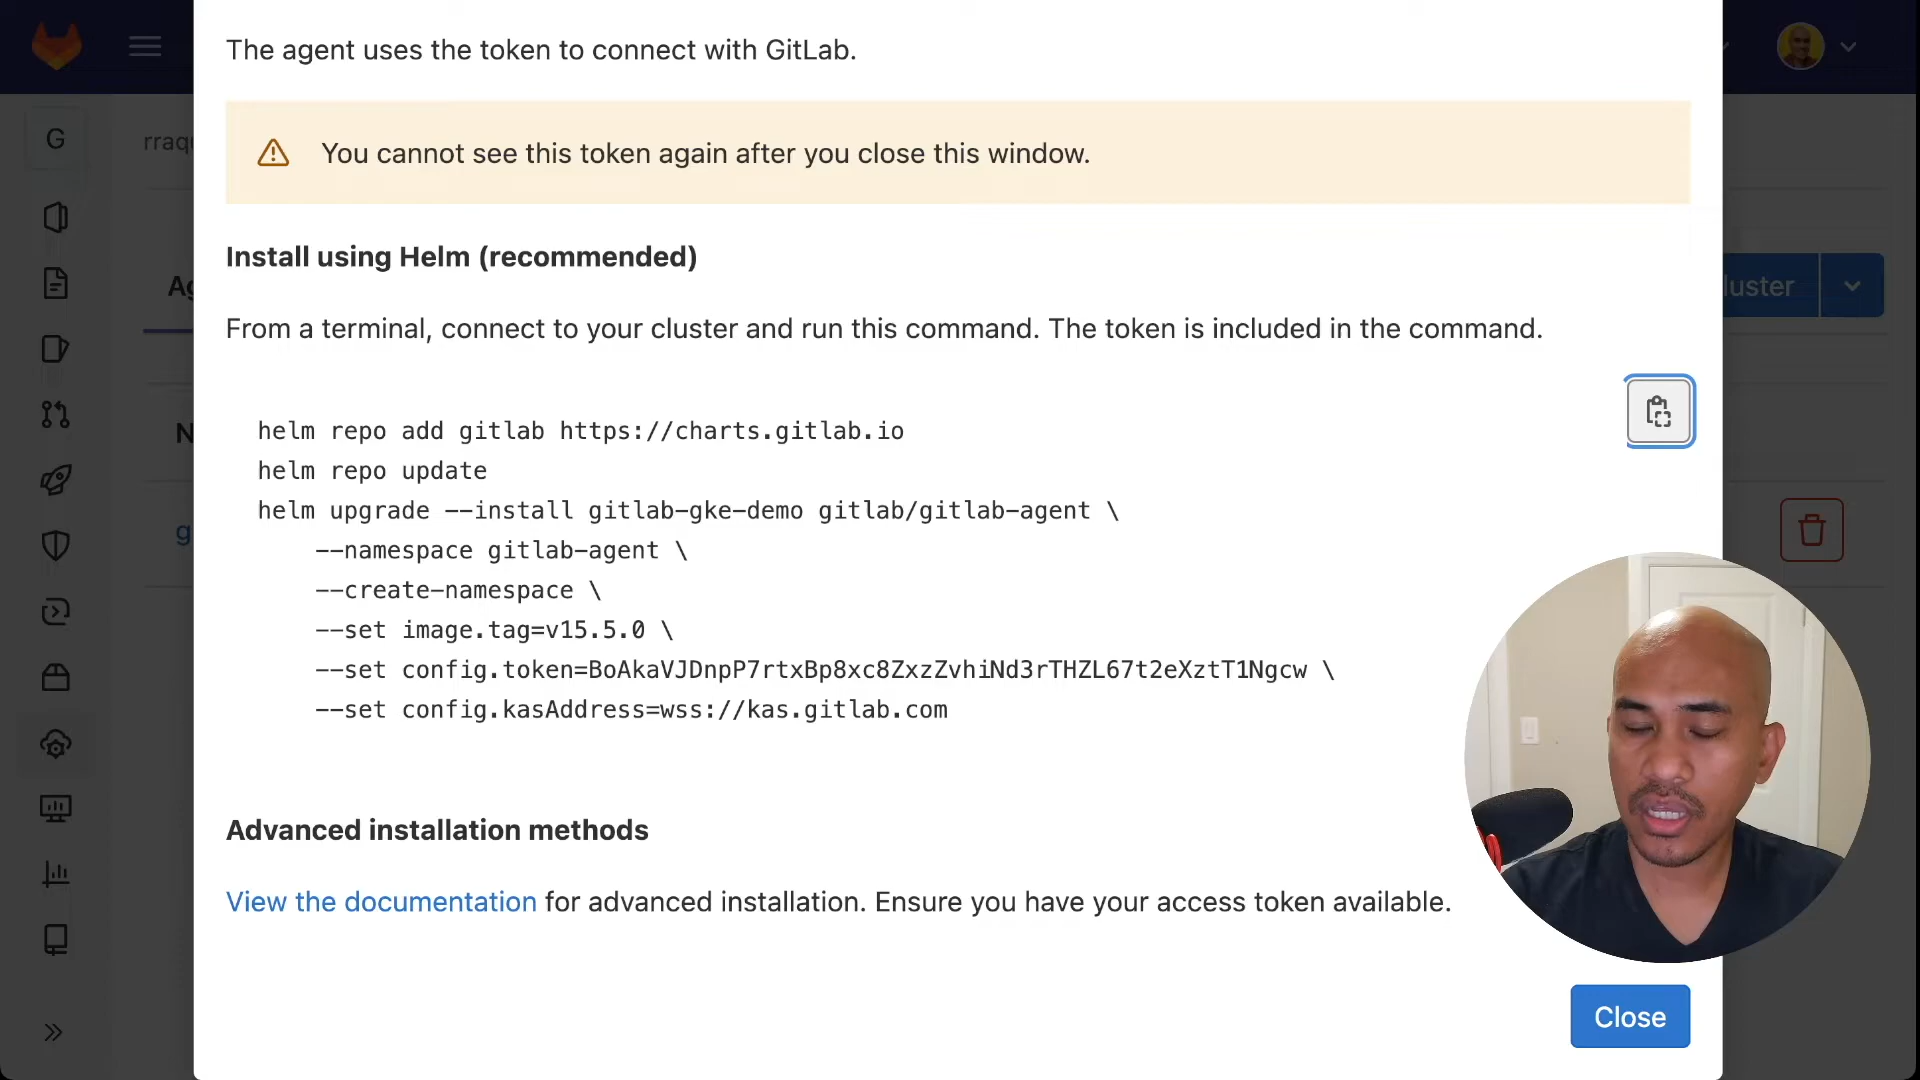 The agent uses the token to connect with GitLab.
G
rraq
You cannot see this token again after you close this window.
Install using Helm (recommended)
Ag
luster
From a terminal, connect to your cluster and run this command. The token is included in the command.
N
helm repo add gitlab https://charts.gitlab.io
helm repo update
helm upgrade --install gitlab-gke-demo gitlab/gitlab-agent \
g
--namespace gitlab-agent \
--create-namespace \
--set image.tag=v15.5.0 \
--set config.token=BoAkaVJDnpP7rtxBp8xc8ZxzZvhiNd3rTHZL67t2eXztT1Ngcw \
--set config.kasAddress=wss://kas.gitlab.com
Advanced installation methods
View the documentation for advanced installation. Ensure you have your access token available.
Close